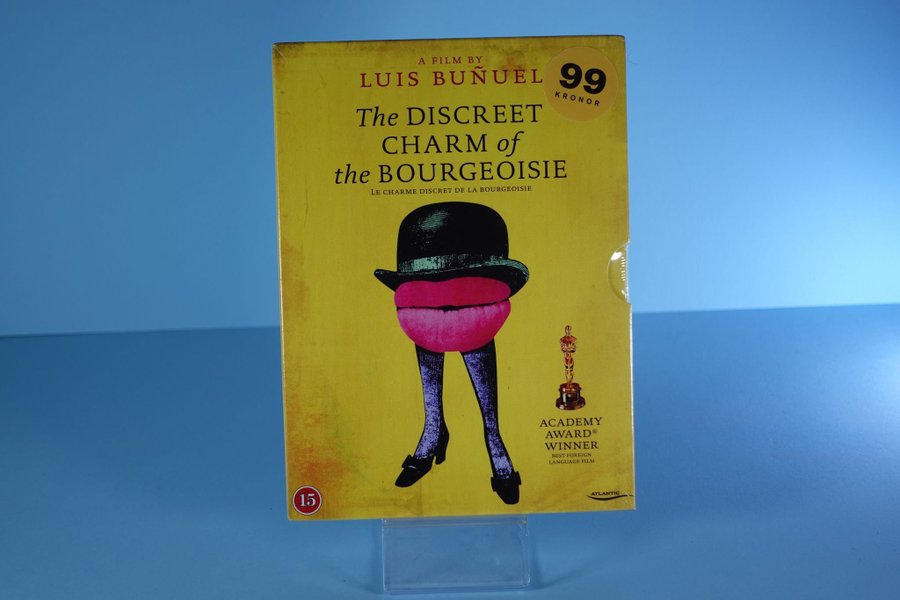 A FILM BY
LUIS BUÑUEL
99
KRONOR
The DISCREET
CHARM of
the BOURGEOISIE
LE CHARME DISCRET DE LA BOURGEOISIE
ACADEMY
AWARD®
WINNER
BEST FOREIGN
LANGUAGE FILM
15
ATLANTIC